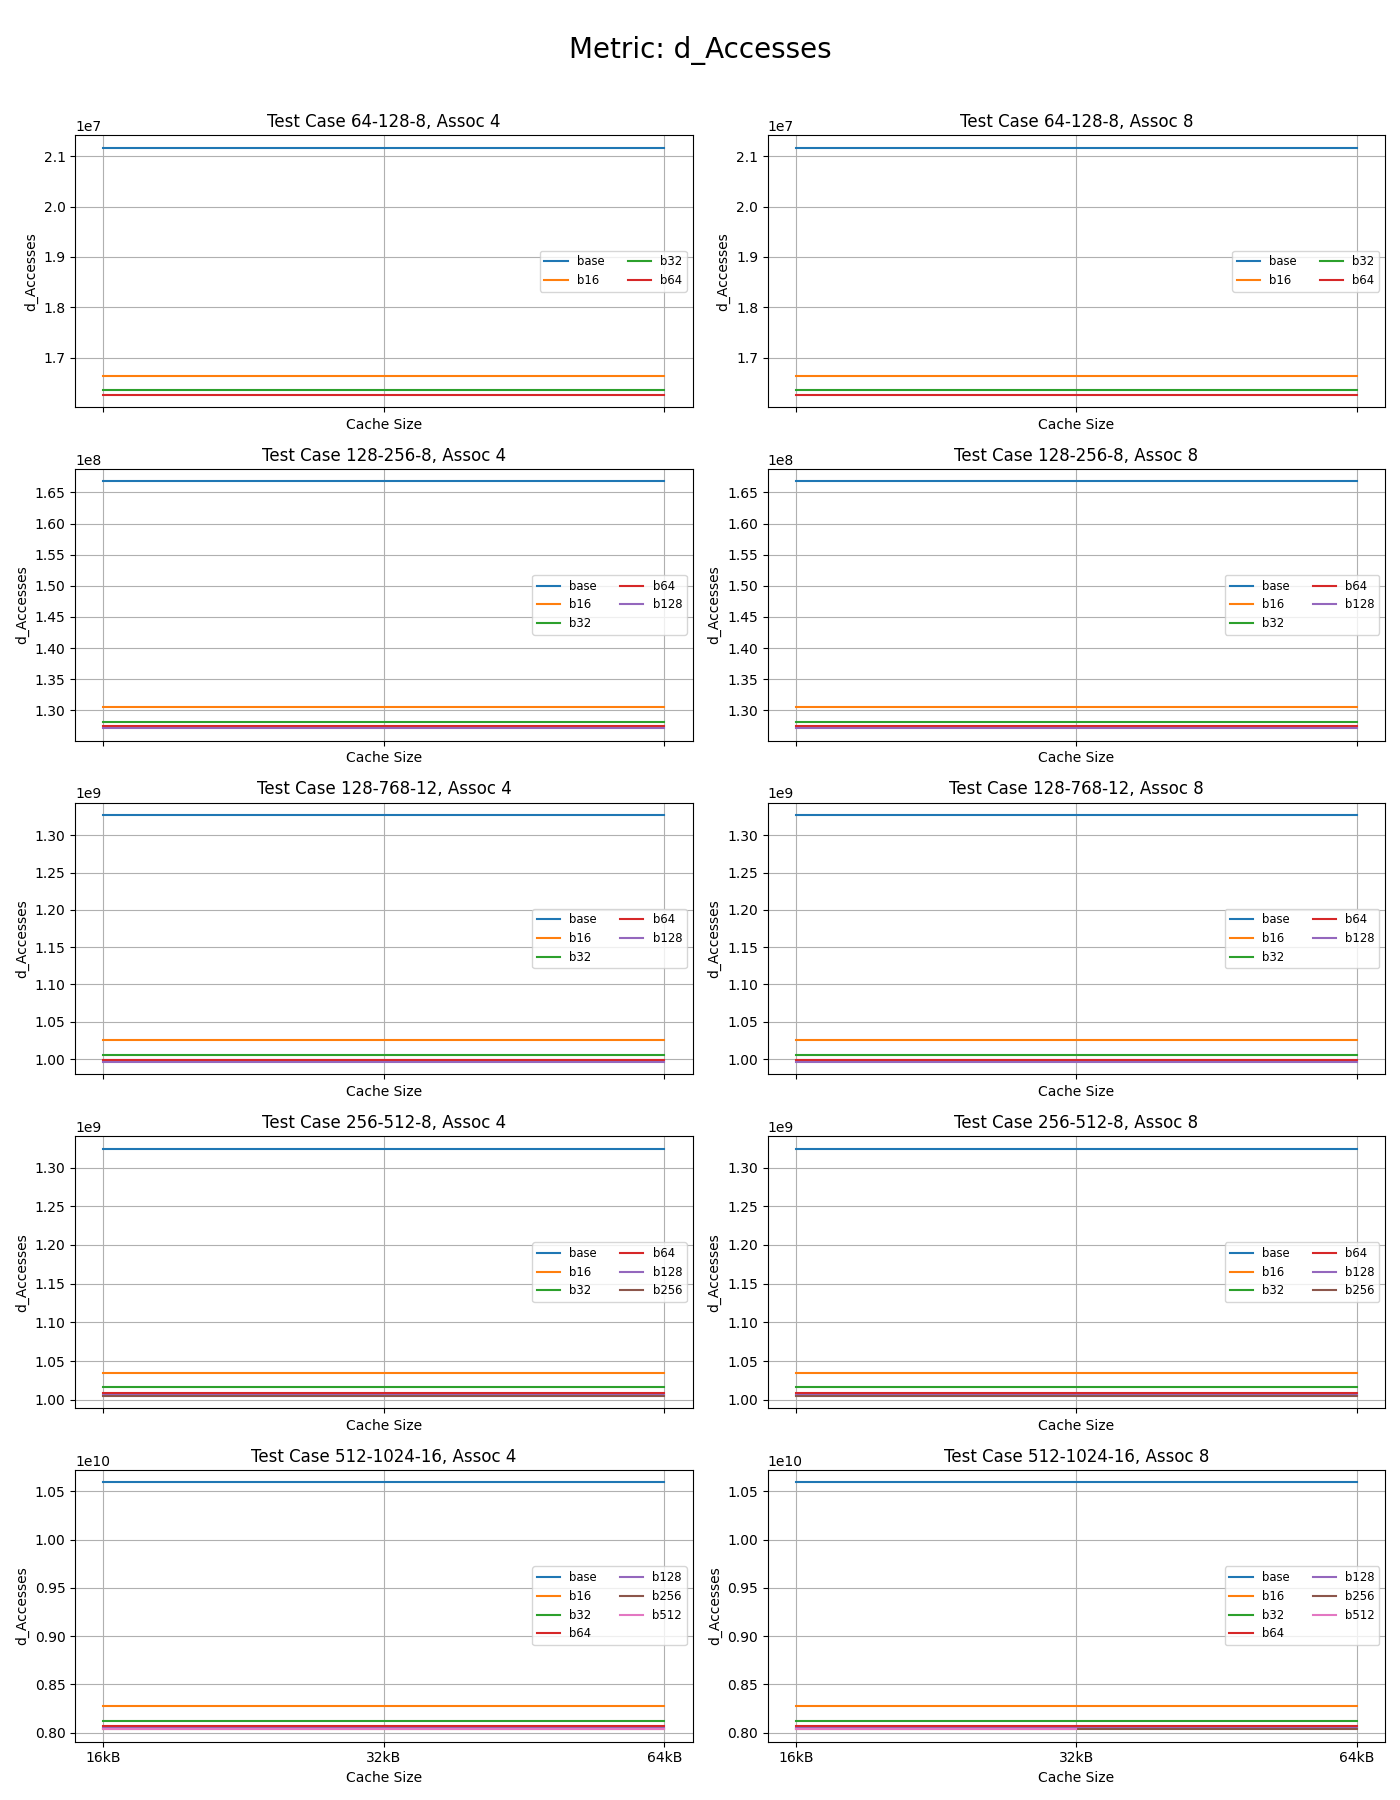 Metric: d_Accesses
Test Case 64-128-8, Assoc 4
1e7
2.1
2.0
1.9
1.8
1.7
d_Accesses
base b32
b16 b64
Cache Size
Test Case 64-128-8, Assoc 8
1e7
2.1
2.0
1.9
1.8
1.7
d_Accesses
base b32
b16 b64
Cache Size
Test Case 128-256-8, Assoc 4
1e8
1.65
1.60
1.55
1.50
1.45
1.40
1.35
1.30
d_Accesses
base b64
b16 b128
b32
Cache Size
Test Case 128-256-8, Assoc 8
1e8
1.65
1.60
1.55
1.50
1.45
1.40
1.35
1.30
d_Accesses
base b64
b16 b128
b32
Cache Size
Test Case 128-768-12, Assoc 4
1e9
1.30
1.25
1.20
1.15
1.10
1.05
1.00
d_Accesses
base b64
b16 b128
b32
Cache Size
Test Case 128-768-12, Assoc 8
1e9
1.30
1.25
1.20
1.15
1.10
1.05
1.00
d_Accesses
base b64
b16 b128
b32
Cache Size
Test Case 256-512-8, Assoc 4
1e9
1.30
1.25
1.20
1.15
1.10
1.05
1.00
d_Accesses
base b64
b16 b128
b32 b256
Cache Size
Test Case 256-512-8, Assoc 8
1e9
1.30
1.25
1.20
1.15
1.10
1.05
1.00
d_Accesses
base b64
b16 b128
b32 b256
Cache Size
Test Case 512-1024-16, Assoc 4
1e10
1.05
1.00
0.95
0.90
0.85
0.80
d_Accesses
base b128
b16 b256
b32 b512
b64
16kB 32kB 64kB
Cache Size
Test Case 512-1024-16, Assoc 8
1e10
1.05
1.00
0.95
0.90
0.85
0.80
d_Accesses
base b128
b16 b256
b32 b512
b64
16kB 32kB 64kB
Cache Size